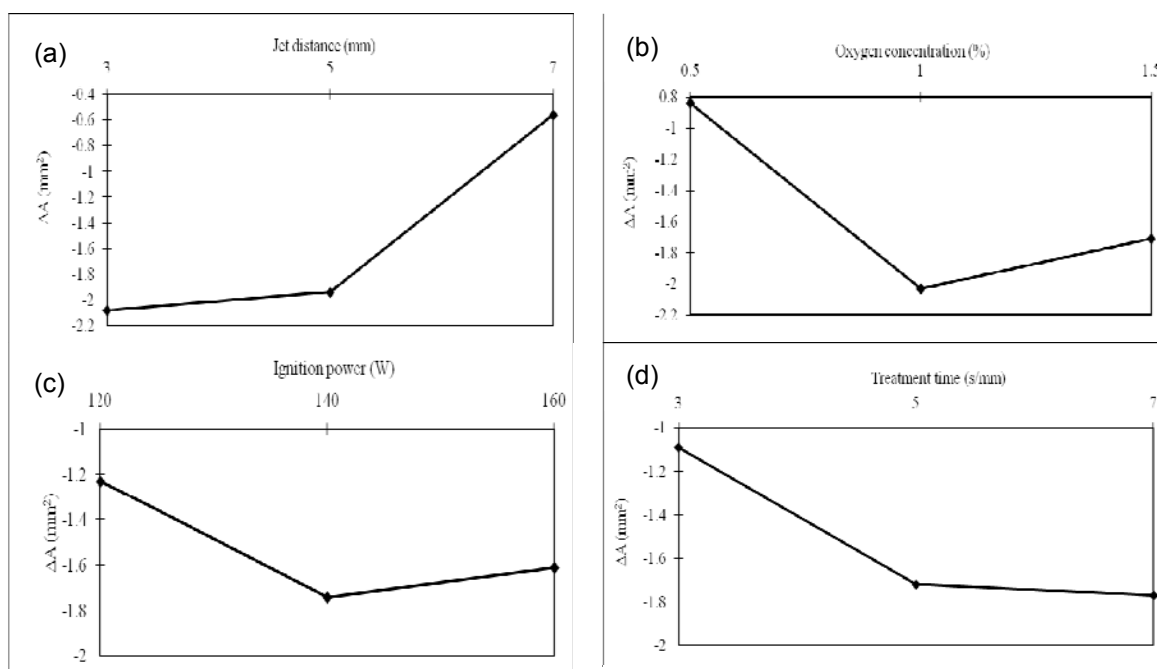 (a)
Jet distance (mm)
3 5 7
-0.4
-0.6
-0.8
-1
-1.2
-1.4
-1.6
-1.8
-2
-2.2
ΔA (mm²)
(b)
Oxygen concentration (%)
0.5 1 1.5
0.8
-1
-1.2
-1.4
-1.6
-1.8
-2
-2.2
ΔA (mm²)
(c)
Ignition power (W)
120 140 160
-1
-1.2
-1.4
-1.6
-1.8
-2
ΔA (mm²)
(d)
Treatment time (s/mm)
3 5 7
-1
-1.2
-1.4
-1.6
-1.8
-2
ΔA (mm²)